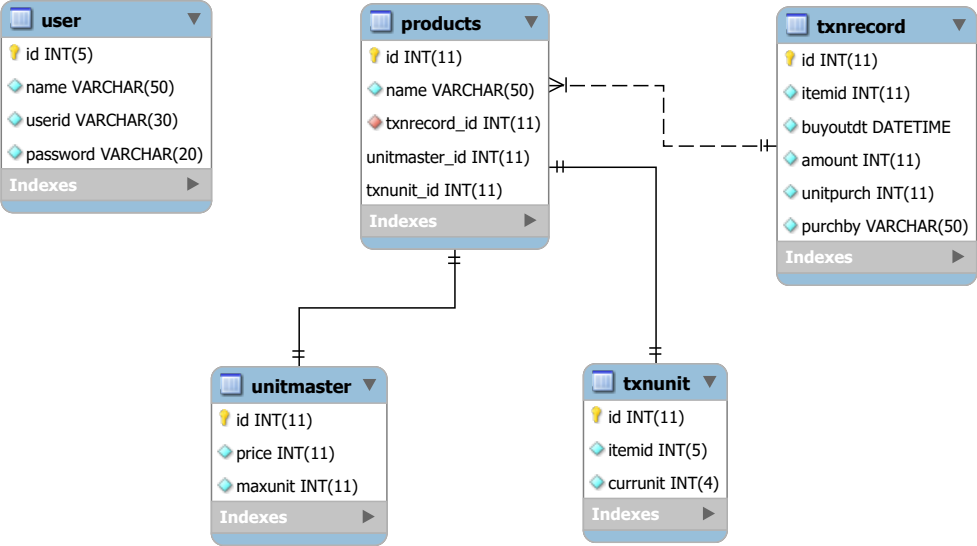 user
id INT(5)
name VARCHAR(50)
userid VARCHAR(30)
password VARCHAR(20)
Indexes
products
id INT(11)
name VARCHAR(50)
txnrecord_id INT(11)
unitmaster_id INT(11)
txnunit_id INT(11)
Indexes
txnrecord
id INT(11)
itemid INT(11)
buyoutdt DATETIME
amount INT(11)
unitpurch INT(11)
purchby VARCHAR(50)
Indexes
unitmaster
id INT(11)
price INT(11)
maxunit INT(11)
Indexes
txnunit
id INT(11)
itemid INT(5)
currunit INT(4)
Indexes